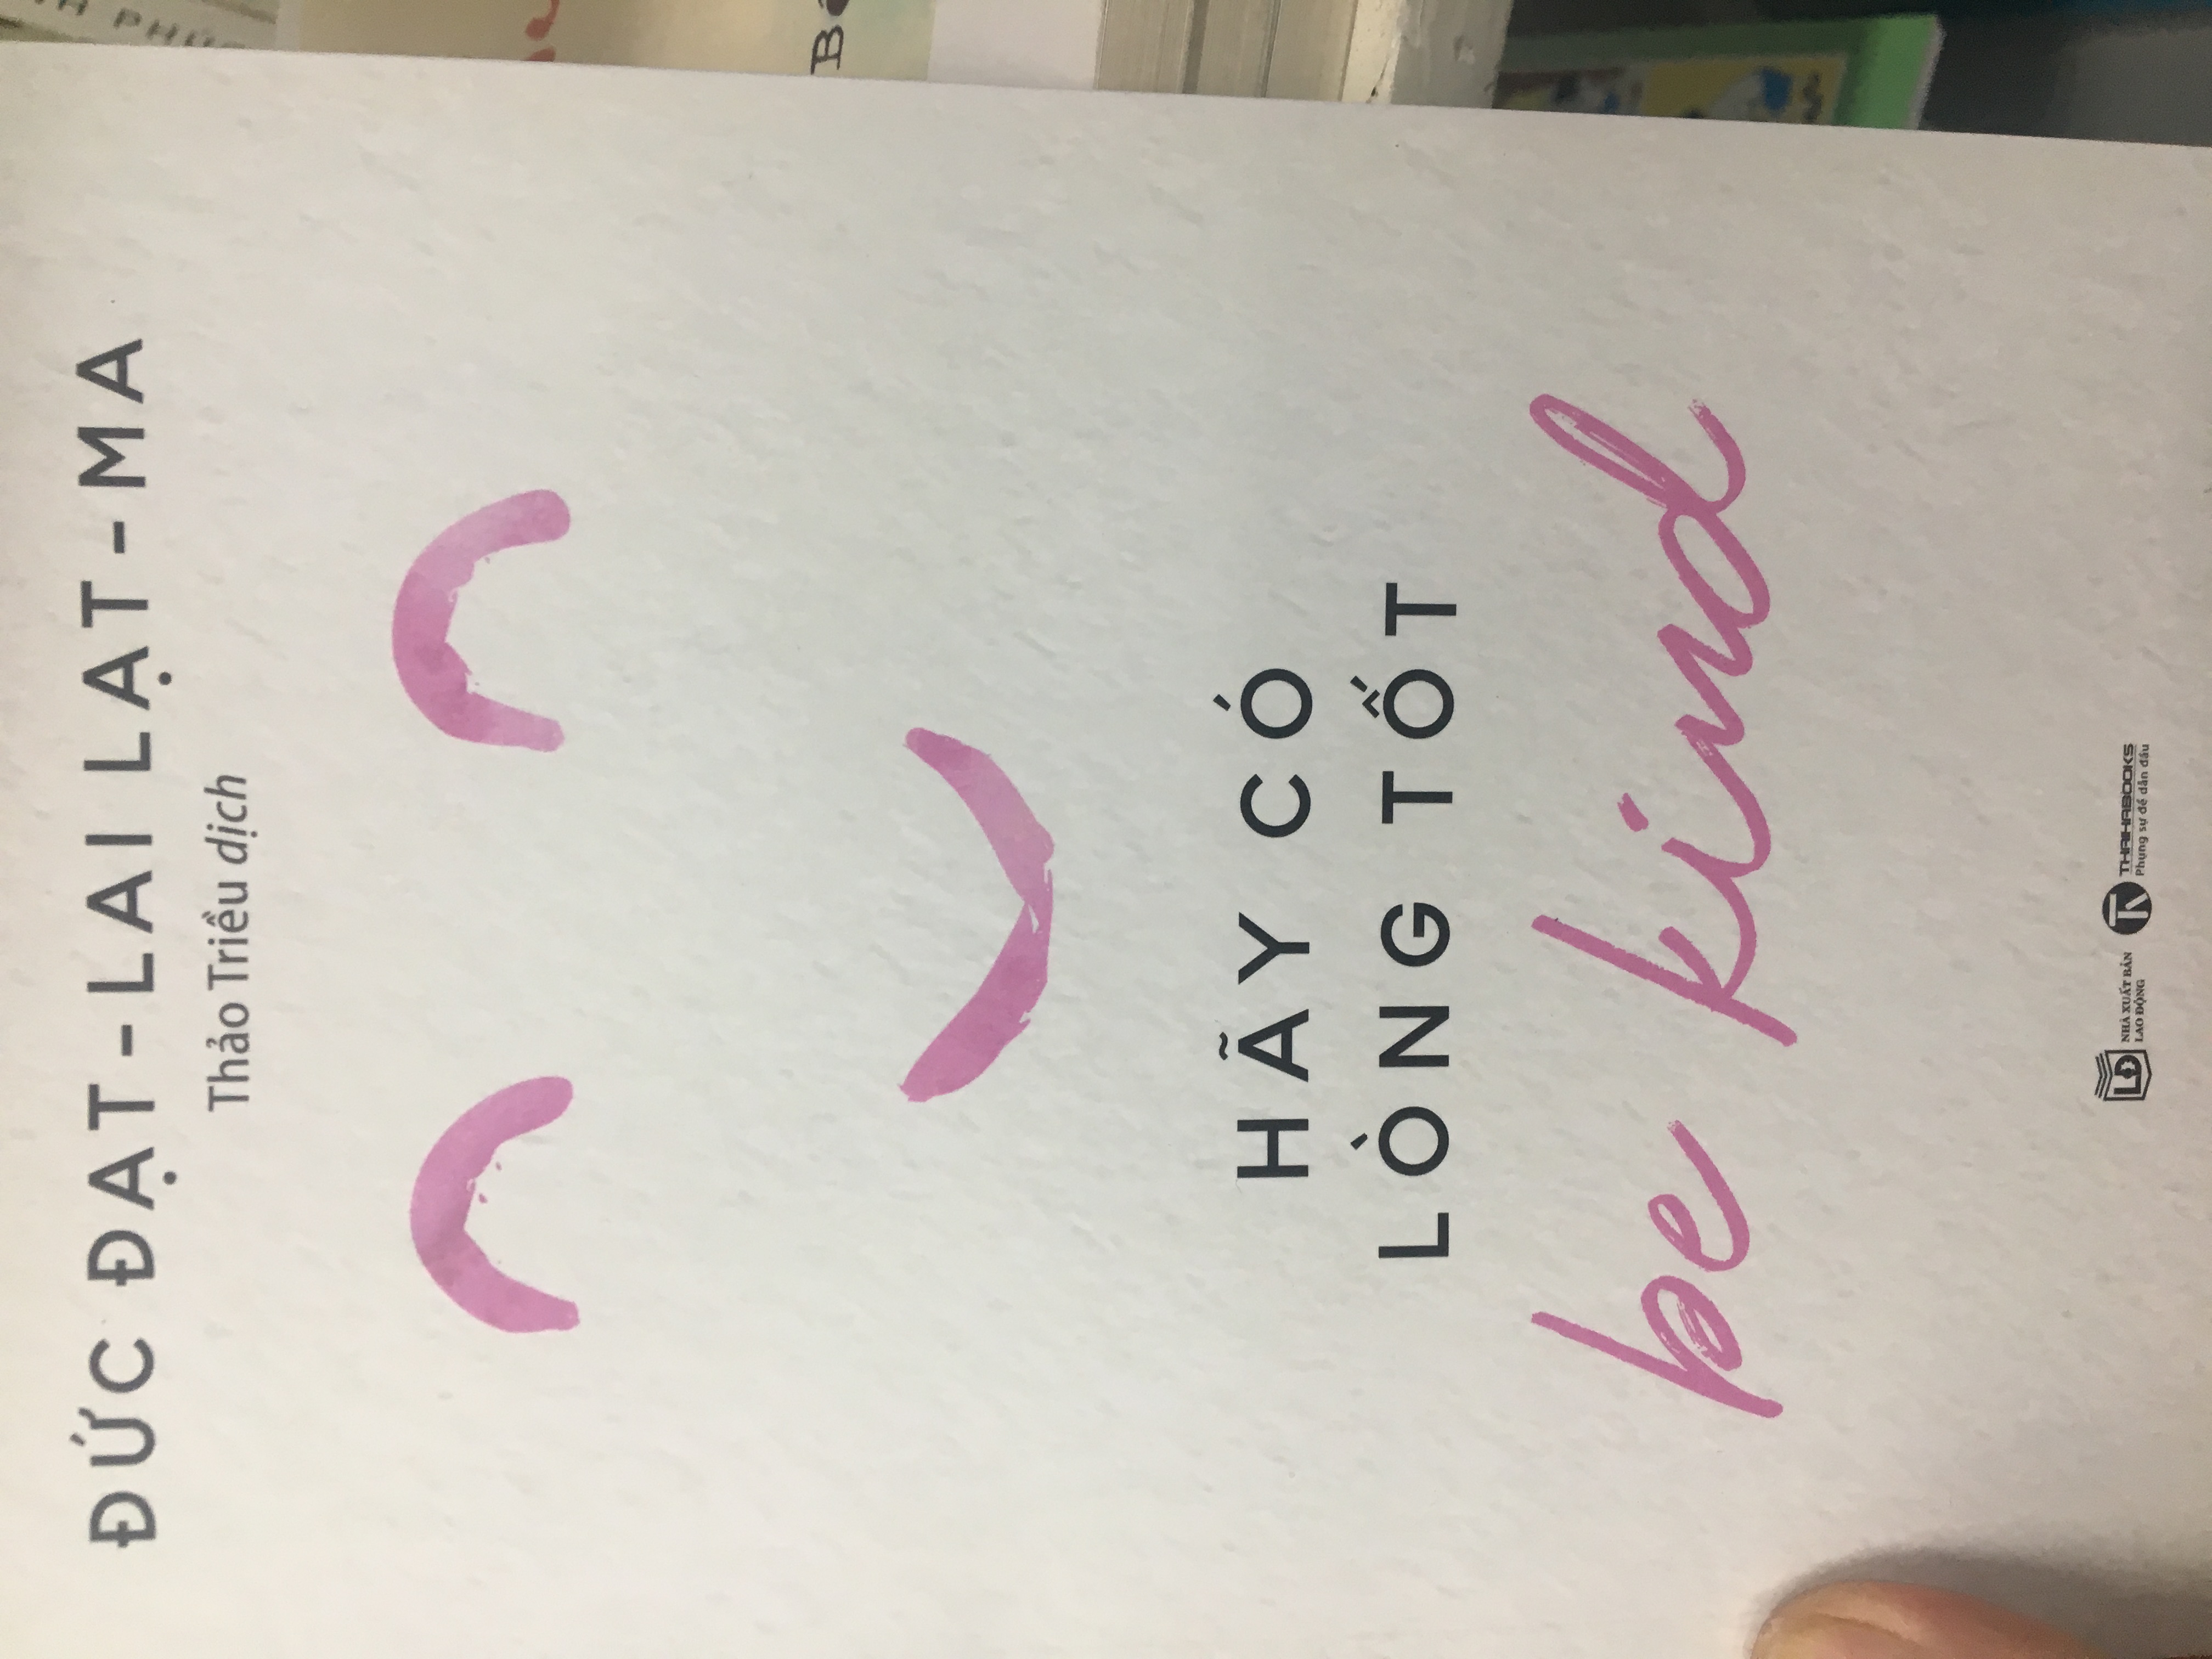 ĐỨC ĐẠT-LAI LẠT-MA
Thảo Triều dịch
HÃY CÓ
LÒNG TỐT
be kind
LĐ
NHÀ XUẤT BẢN
LAO ĐỘNG
THAIHABOOKS
Phụng sự để dẫn đầu